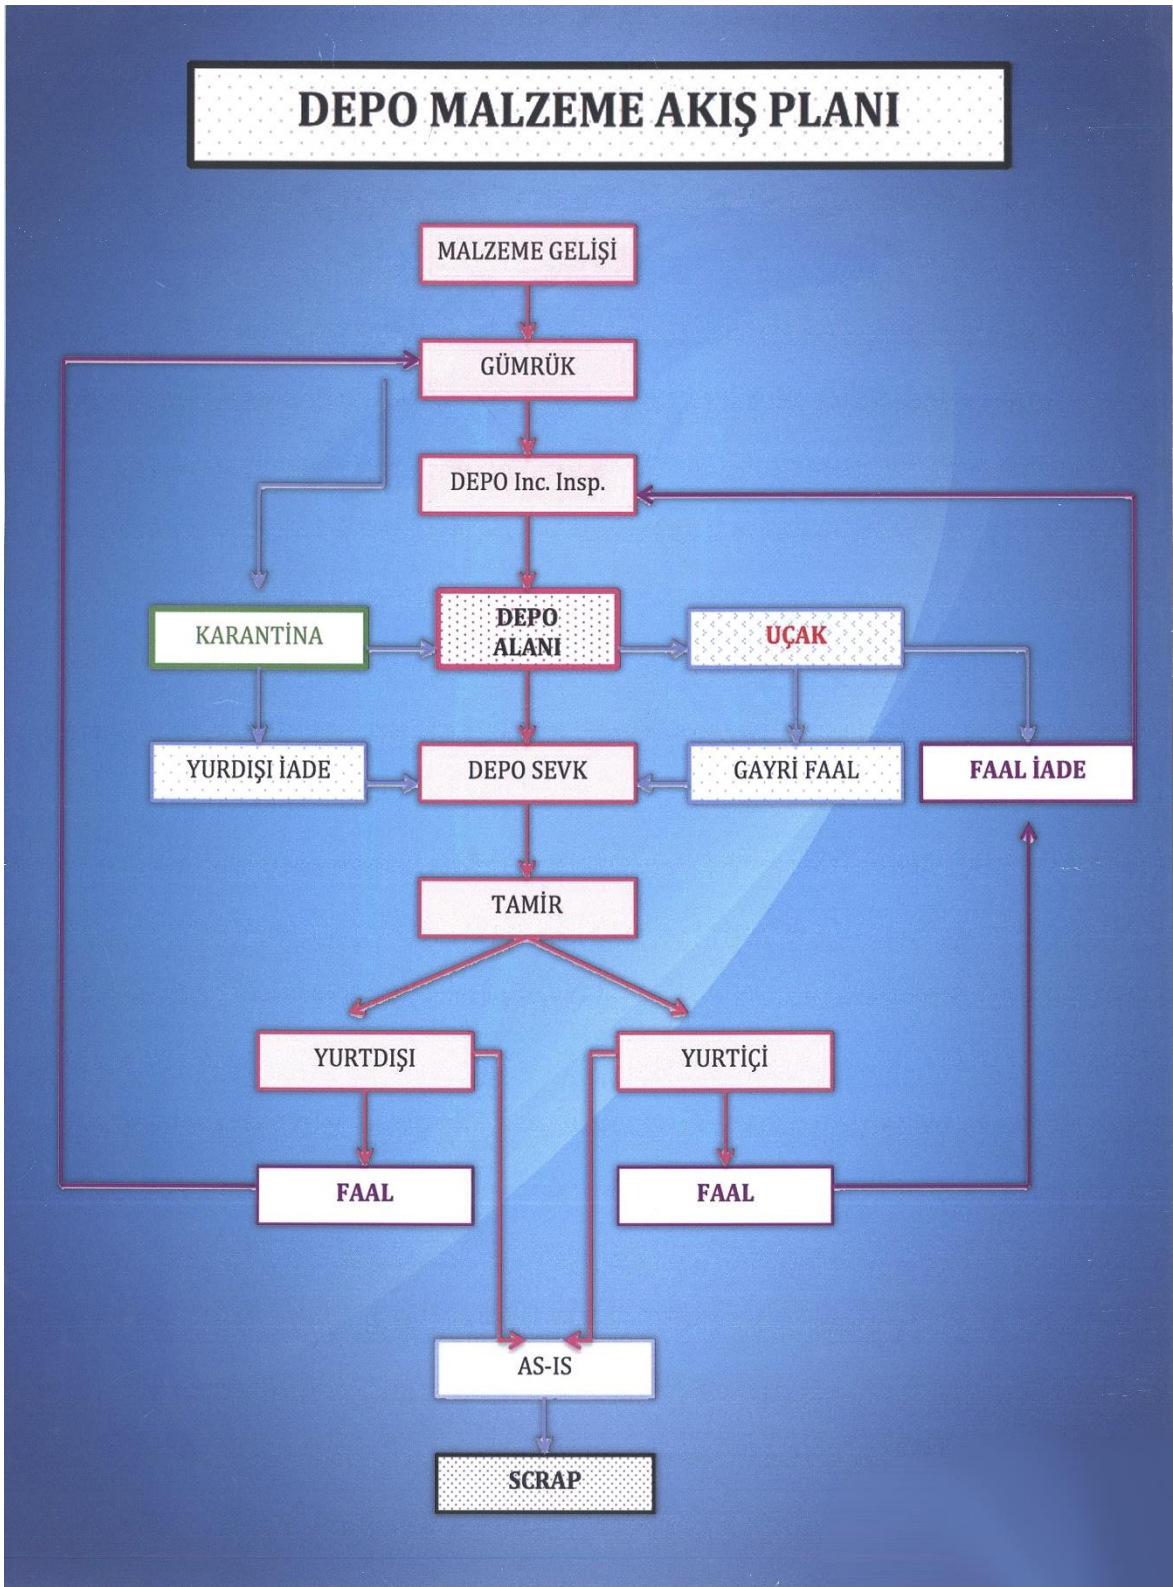 DEPO MALZEME AKIŞ PLANI
MALZEME GELİŞİ
GÜMRÜK
DEPO Inc. Insp.
KARANTİNA
DEPO
ALANI
UÇAK
YURDIŞI İADE
DEPO SEVK
GAYRİ FAAL
FAAL İADE
TAMİR
YURTDIŞI
YURTİÇİ
FAAL
FAAL
AS-IS
SCRAP